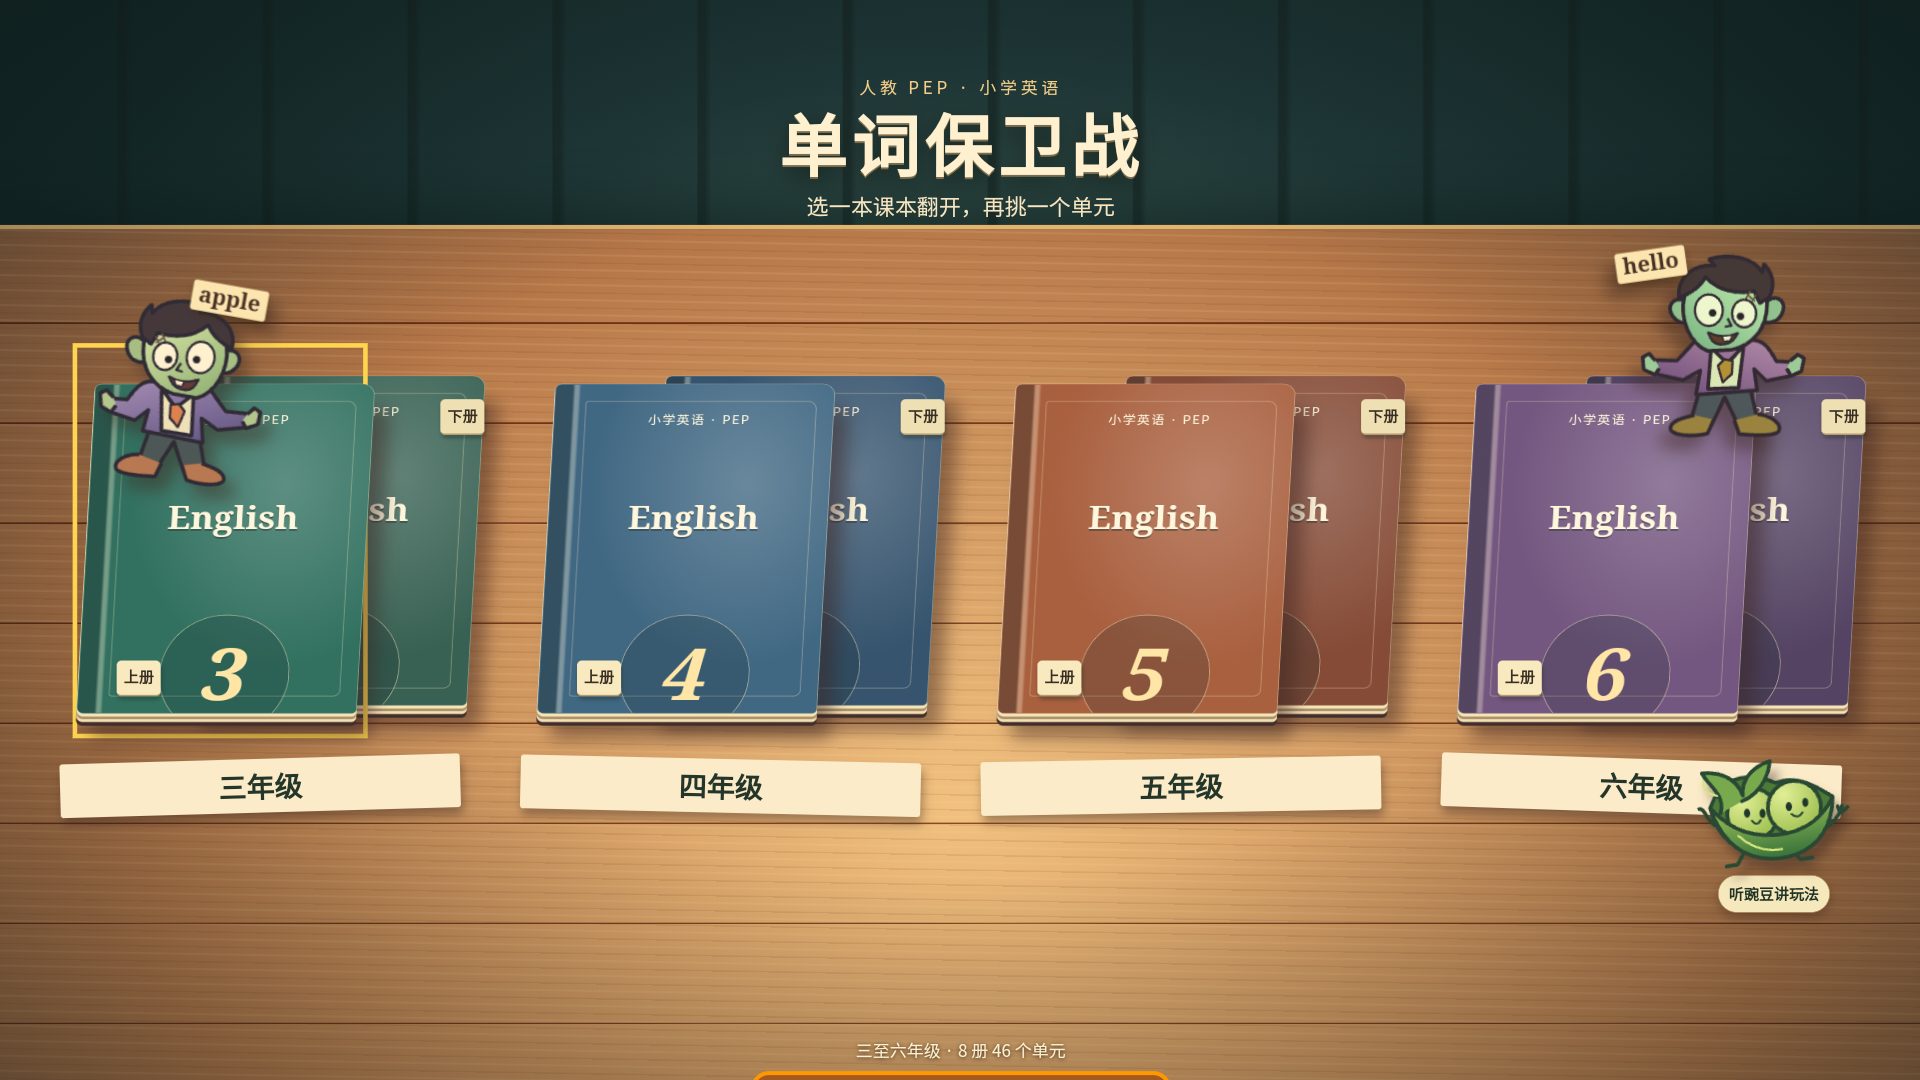 人教 PEP · 小学英语
单词保卫战
选一本课本翻开，再挑一个单元
apple
hello
PEP
English
上册
3
PEP
sh
下册
三年级
小学英语 · PEP
English
上册
4
PEP
sh
下册
四年级
小学英语 · PEP
English
上册
5
PEP
sh
下册
五年级
小学英语 · PEP
English
上册
6
PEP
sh
下册
六年级
听豌豆讲玩法
三至六年级 · 8 册 46 个单元